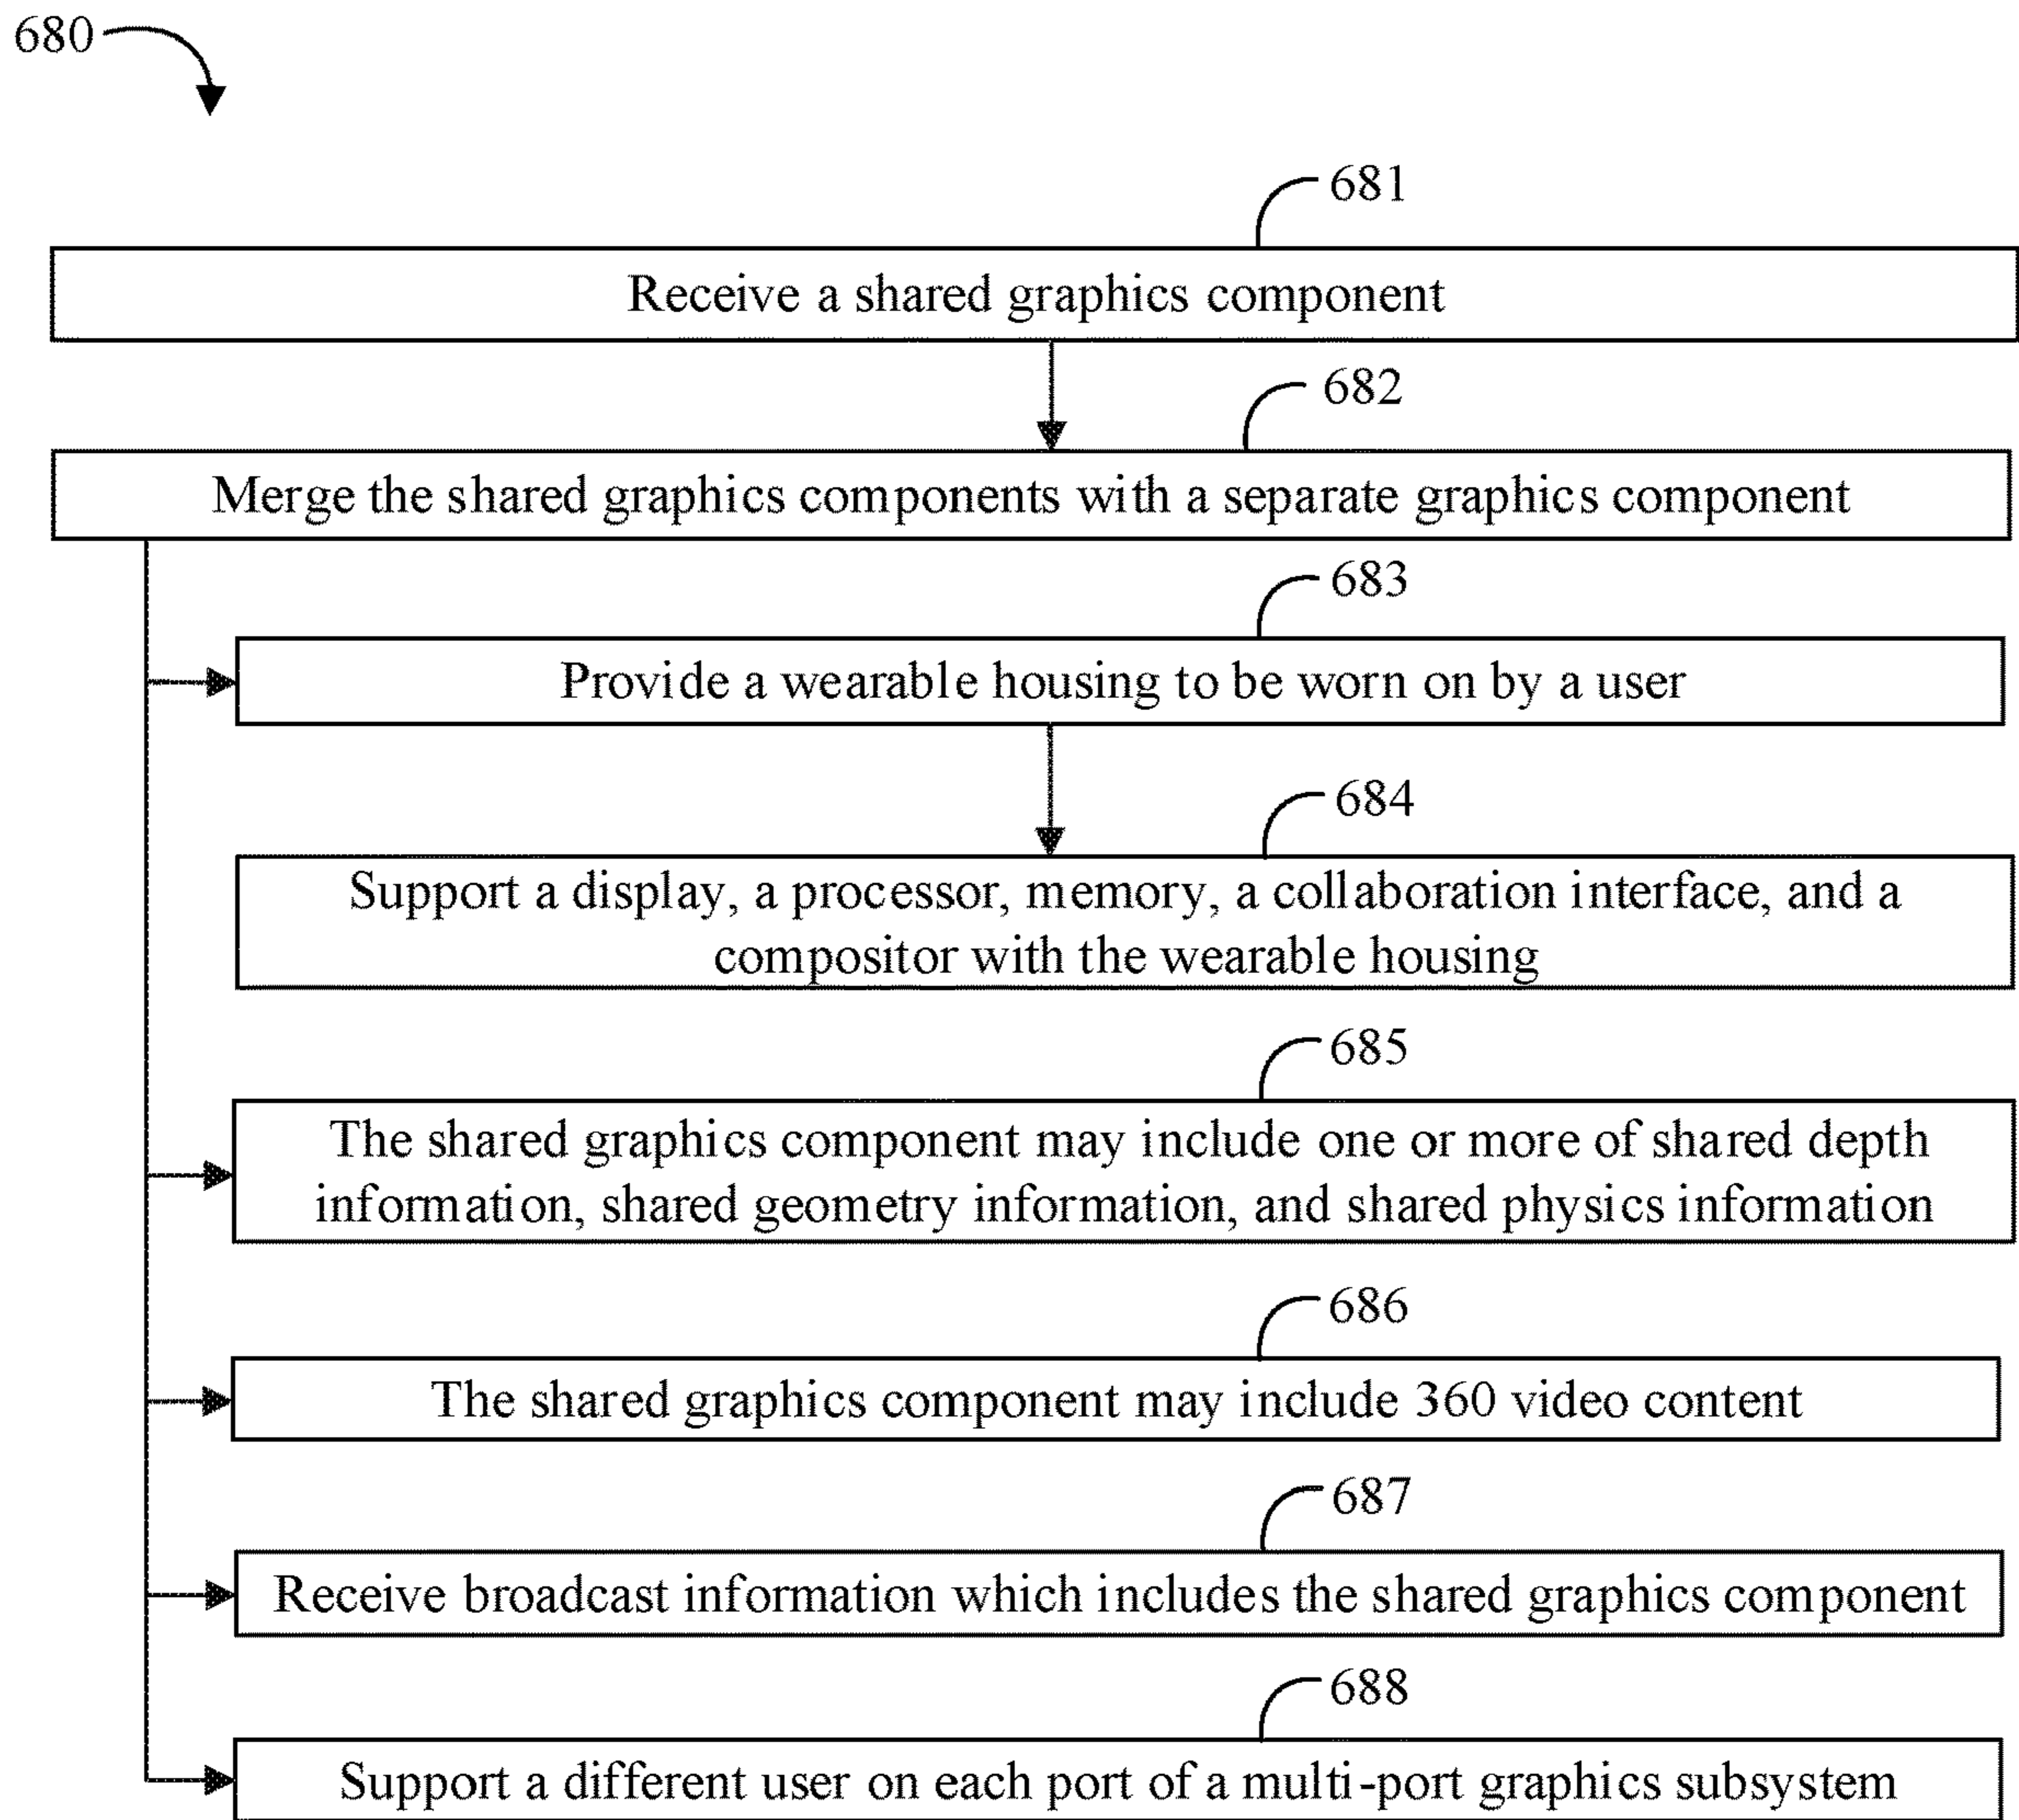 680
681
Receive a shared graphics component
682
Merge the shared graphics components with a separate graphics component
683
Provide a wearable housing to be worn on by a user
684
Support a display, a processor, memory, a collaboration interface, and a
compositor with the wearable housing
685
The shared graphics component may include one or more of shared depth
information, shared geometry information, and shared physics information
686
The shared graphics component may include 360 video content
687
Receive broadcast information which includes the shared graphics component
688
Support a different user on each port of a multi-port graphics subsystem